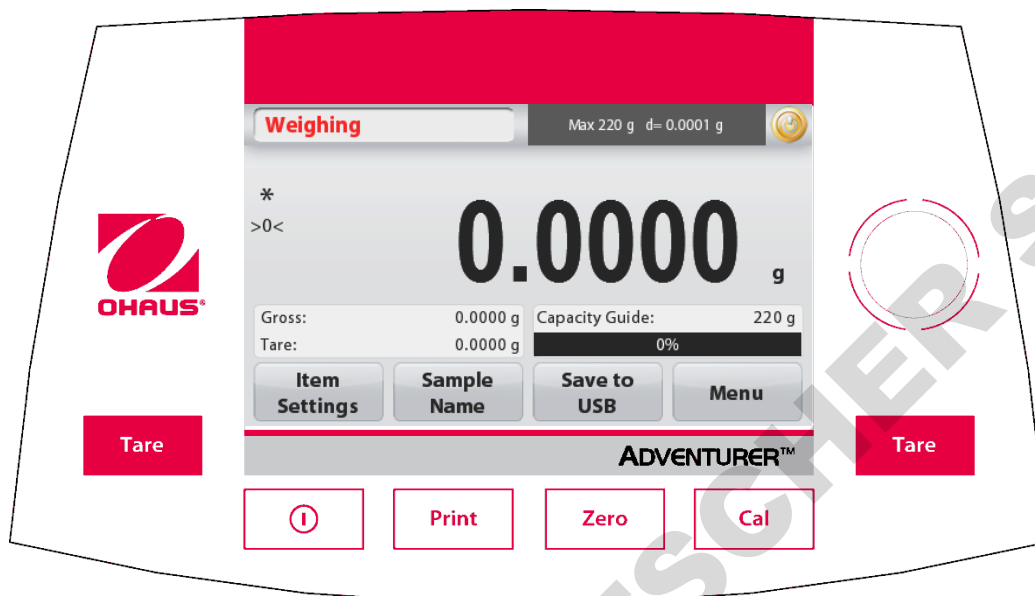 Weighing
Max 220 g d= 0.0001 g
*
>0<
0.0000 g
Gross: 0.0000 g
Capacity Guide: 220 g
Tare: 0.0000 g
0%
OHAUS®
Item Settings
Sample Name
Save to USB
Menu
Tare
ADVENTURER™
Tare
Print
Zero
Cal